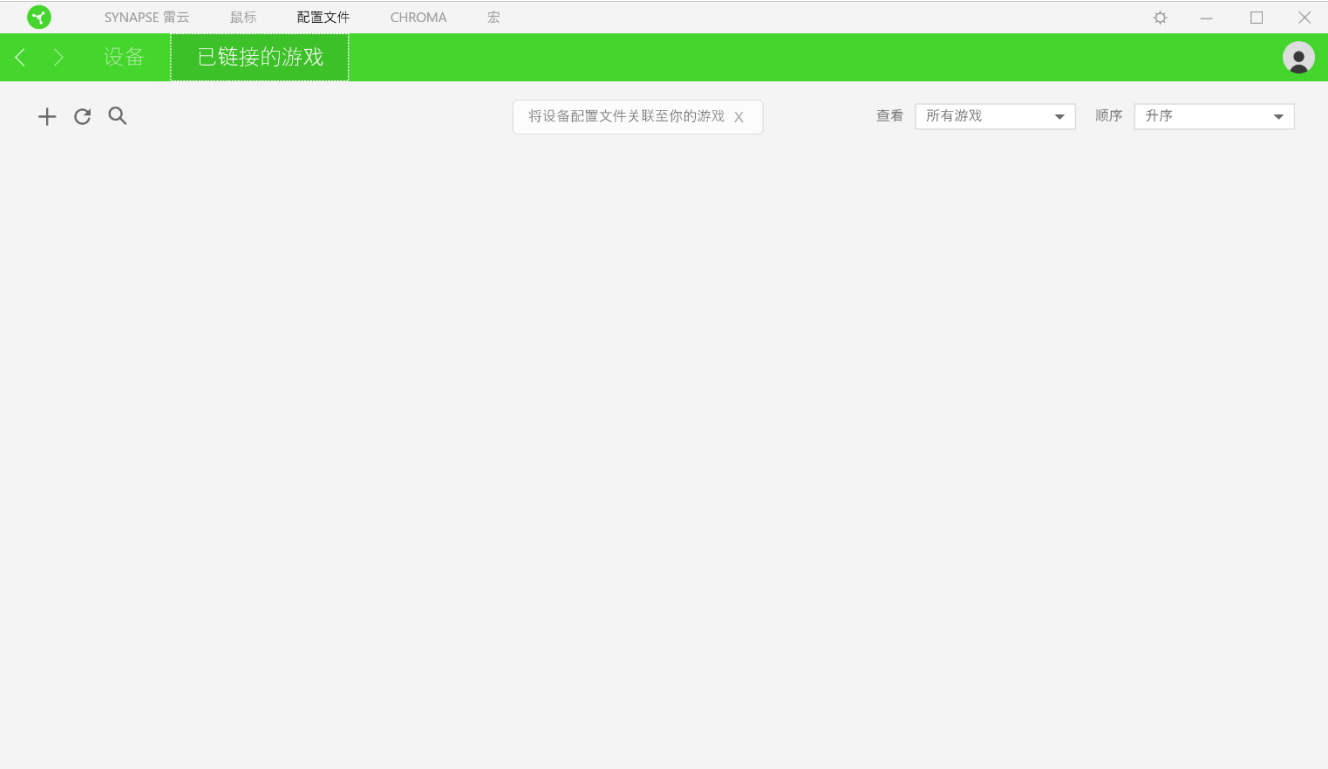 SYNAPSE 雷云 鼠标 配置文件 CHROMA 宏
设备 已链接的游戏
将设备配置文件关联至你的游戏 X 查看 所有游戏 顺序 升序